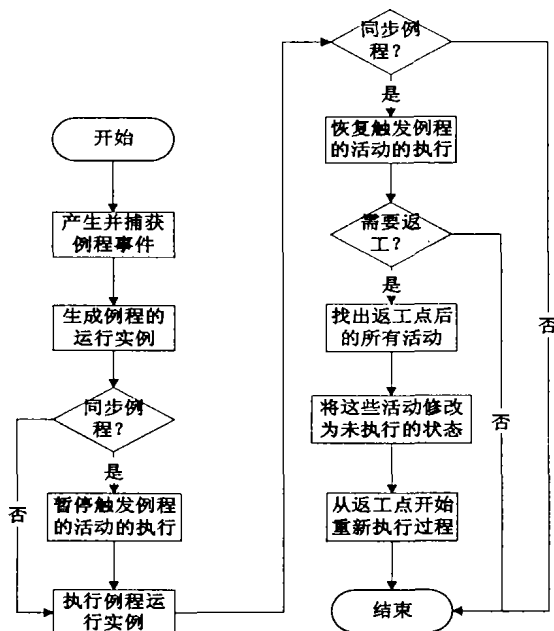 开始
产生并捕获
例程事件
生成例程的
运行实例
同步例
程?
是
否
暂停触发例程
的活动的执行
执行例程运
行实例
同步例
程?
是
否
恢复触发例程
的活动的执行
需要返
工?
是
否
找出返工点后
的所有活动
将这些活动修改
为未执行的状态
从返工点开始
重新执行过程
结束